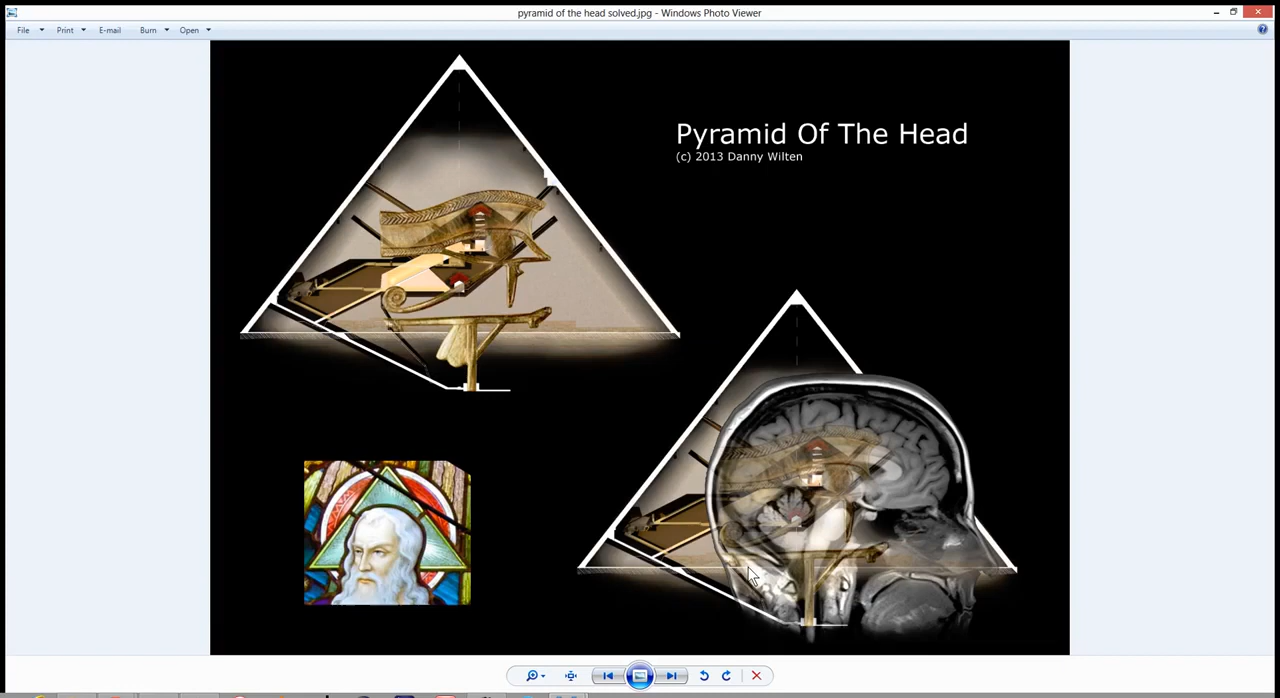 pyramid of the head solved.jpg - Windows Photo Viewer
File Print E-mail Burn Open
Pyramid Of The Head
(c) 2013 Danny Wilten